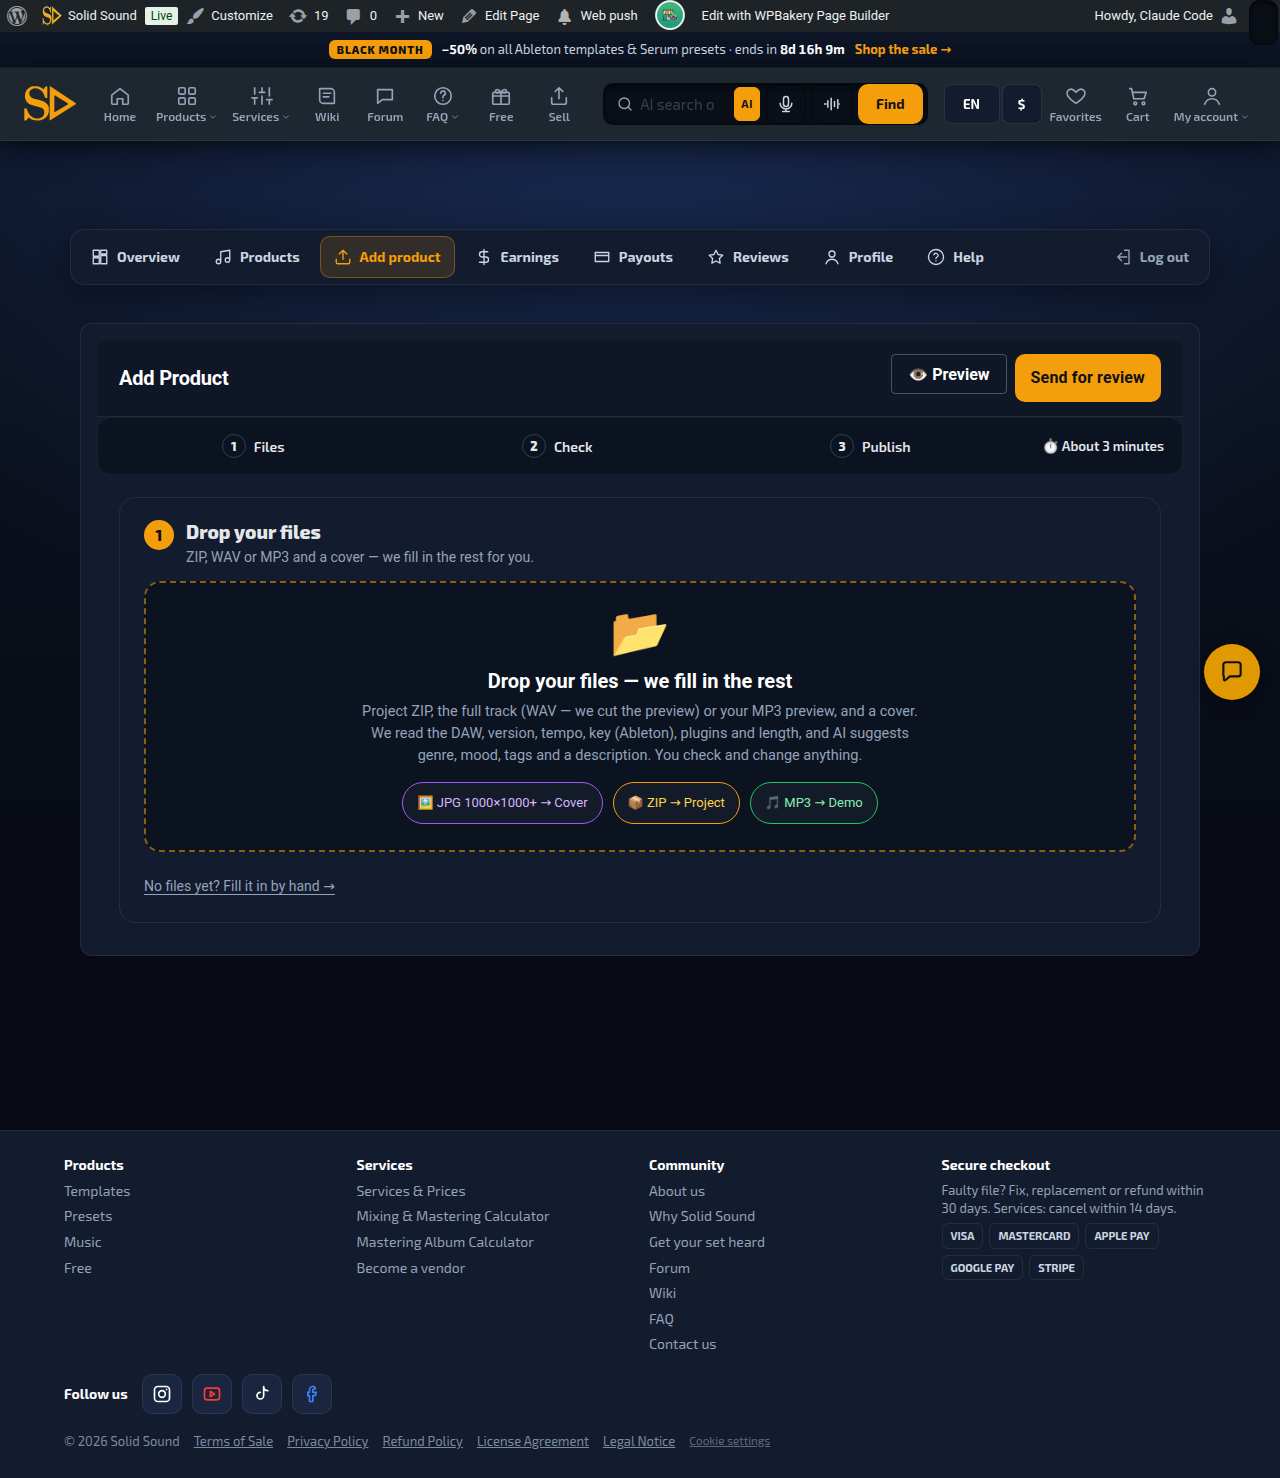 Solid Sound Live Customize 19 0 New Edit Page Web push Edit with WPBakery Page Builder Howdy, Claude Code
BLACK MONTH −50% on all Ableton templates & Serum presets · ends in 8d 16h 9m Shop the sale →
SD
Home Products Services Wiki Forum FAQ Free Sell AI search o AI Find EN $ Favorites Cart My account
Overview Products Add product Earnings Payouts Reviews Profile Help Log out
Add Product Preview Send for review
1 Files 2 Check 3 Publish About 3 minutes
1 Drop your files
ZIP, WAV or MP3 and a cover — we fill in the rest for you.
Drop your files — we fill in the rest
Project ZIP, the full track (WAV — we cut the preview) or your MP3 preview, and a cover.
We read the DAW, version, tempo, key (Ableton), plugins and length, and AI suggests
genre, mood, tags and a description. You check and change anything.
JPG 1000×1000+ → Cover ZIP → Project MP3 → Demo
No files yet? Fill it in by hand →
Products
Templates
Presets
Music
Free
Services
Services & Prices
Mixing & Mastering Calculator
Mastering Album Calculator
Become a vendor
Community
About us
Why Solid Sound
Get your set heard
Forum
Wiki
FAQ
Contact us
Secure checkout
Faulty file? Fix, replacement or refund within
30 days. Services: cancel within 14 days.
VISA MASTERCARD APPLE PAY
GOOGLE PAY STRIPE
Follow us
© 2026 Solid Sound Terms of Sale Privacy Policy Refund Policy License Agreement Legal Notice Cookie settings